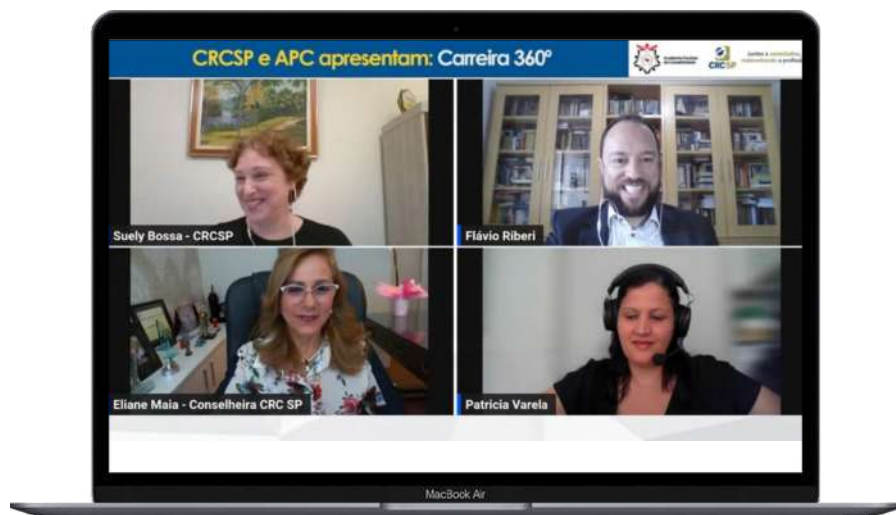 CRCSP e APC apresentam: Carreira 360º
CRCSP
Suely Bossa - CRCSP
Flávio Riberi
Eliane Maia - Conselheira CRC SP
Patricia Varela
MacBook Air